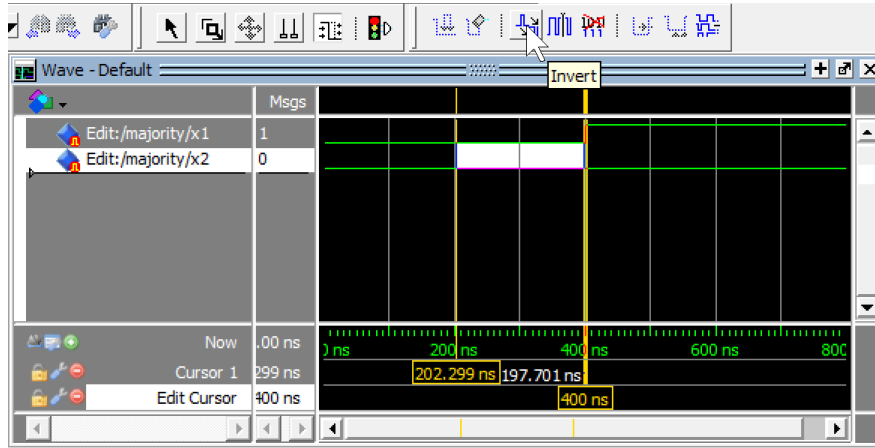 Wave - Default
Invert
Msgs
Edit:/majority/x1 1
Edit:/majority/x2 0
Now .00 ns
) ns 200 ns 400 ns 600 ns 800
Cursor 1 299 ns 202.299 ns 197.701 ns
Edit Cursor 400 ns 400 ns